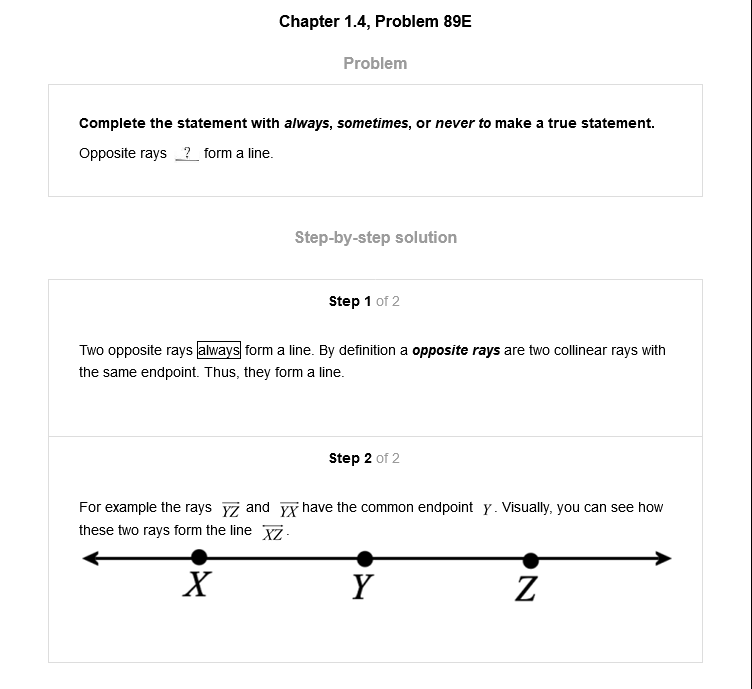 Chapter 1.4, Problem 89E
Problem
Complete the statement with always, sometimes, or never to make a true statement.
Opposite rays ? form a line.
Step-by-step solution
Step 1 of 2
Two opposite rays always form a line. By definition a opposite rays are two collinear rays with
the same endpoint. Thus, they form a line.
Step 2 of 2
For example the rays YZ and YX have the common endpoint Y. Visually, you can see how
these two rays form the line XZ.
X Y Z